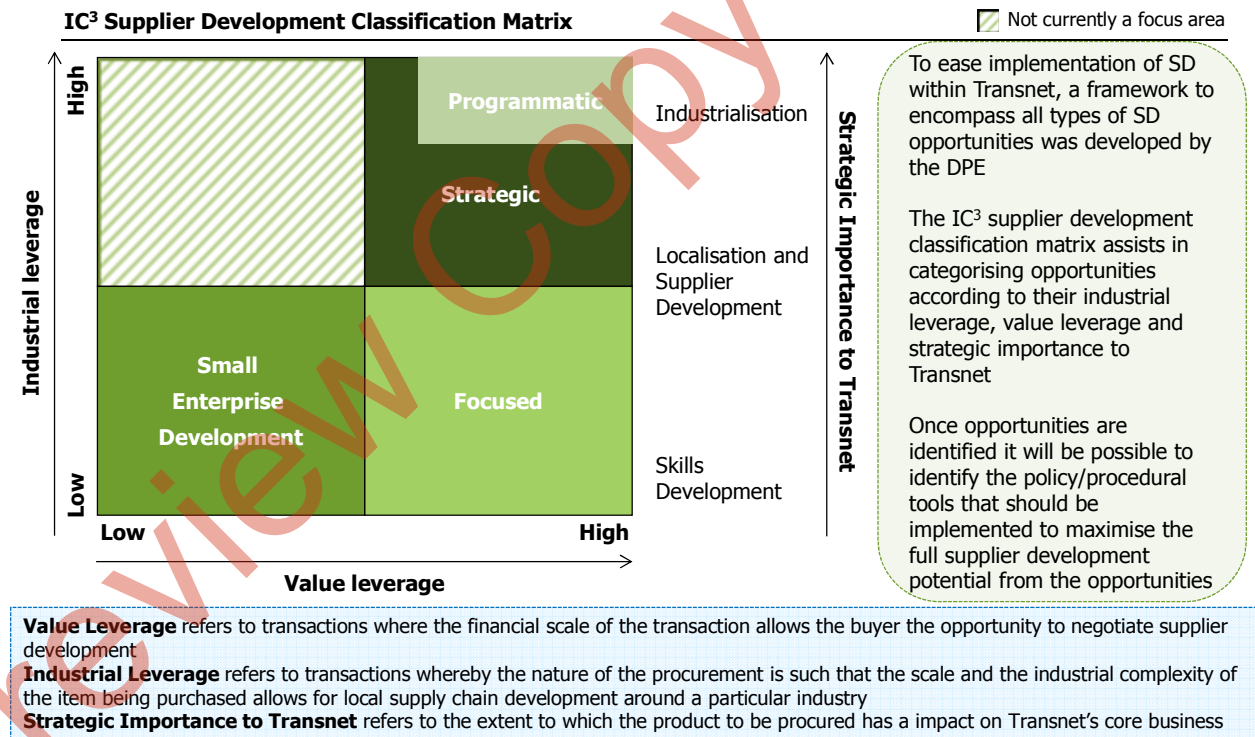 IC³ Supplier Development Classification Matrix
Not currently a focus area
High
Industrial leverage
Low
Programmatic
Strategic
Small
Enterprise
Development
Focused
Low
High
Value leverage
Industrialisation
Localisation and
Supplier
Development
Skills
Development
Strategic Importance to Transnet
To ease implementation of SD
within Transnet, a framework to
encompass all types of SD
opportunities was developed by
the DPE
The IC³ supplier development
classification matrix assists in
categorising opportunities
according to their industrial
leverage, value leverage and
strategic importance to
Transnet
Once opportunities are
identified it will be possible to
identify the policy/procedural
tools that should be
implemented to maximise the
full supplier development
potential from the opportunities
Value Leverage refers to transactions where the financial scale of the transaction allows the buyer the opportunity to negotiate supplier
development
Industrial Leverage refers to transactions whereby the nature of the procurement is such that the scale and the industrial complexity of
the item being purchased allows for local supply chain development around a particular industry
Strategic Importance to Transnet refers to the extent to which the product to be procured has a impact on Transnet's core business
review Copy